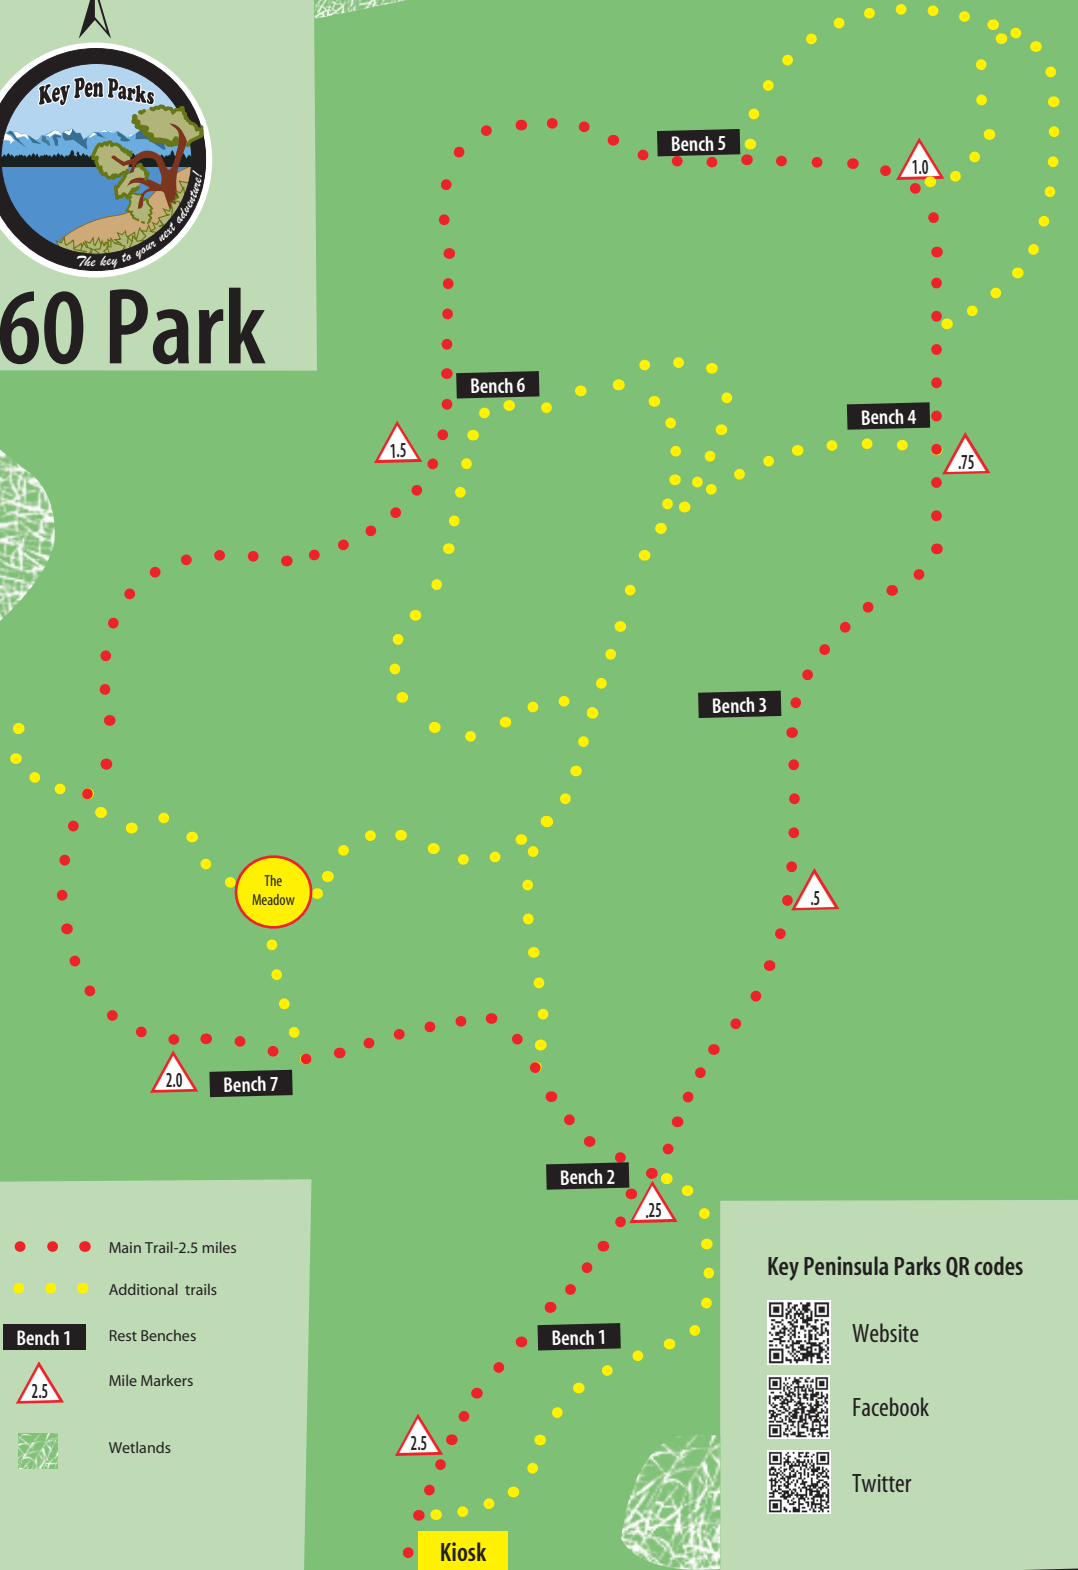 Key Pen Parks
The key to your next adventure!
60 Park
Bench 5
1.0
Bench 6
Bench 4
1.5
.75
Bench 3
The
Meadow
.5
2.0
Bench 7
Bench 2
.25
Bench 1
2.5
Kiosk
Main Trail-2.5 miles
Additional trails
Bench 1
Rest Benches
2.5
Mile Markers
Wetlands
Key Peninsula Parks QR codes
Website
Facebook
Twitter